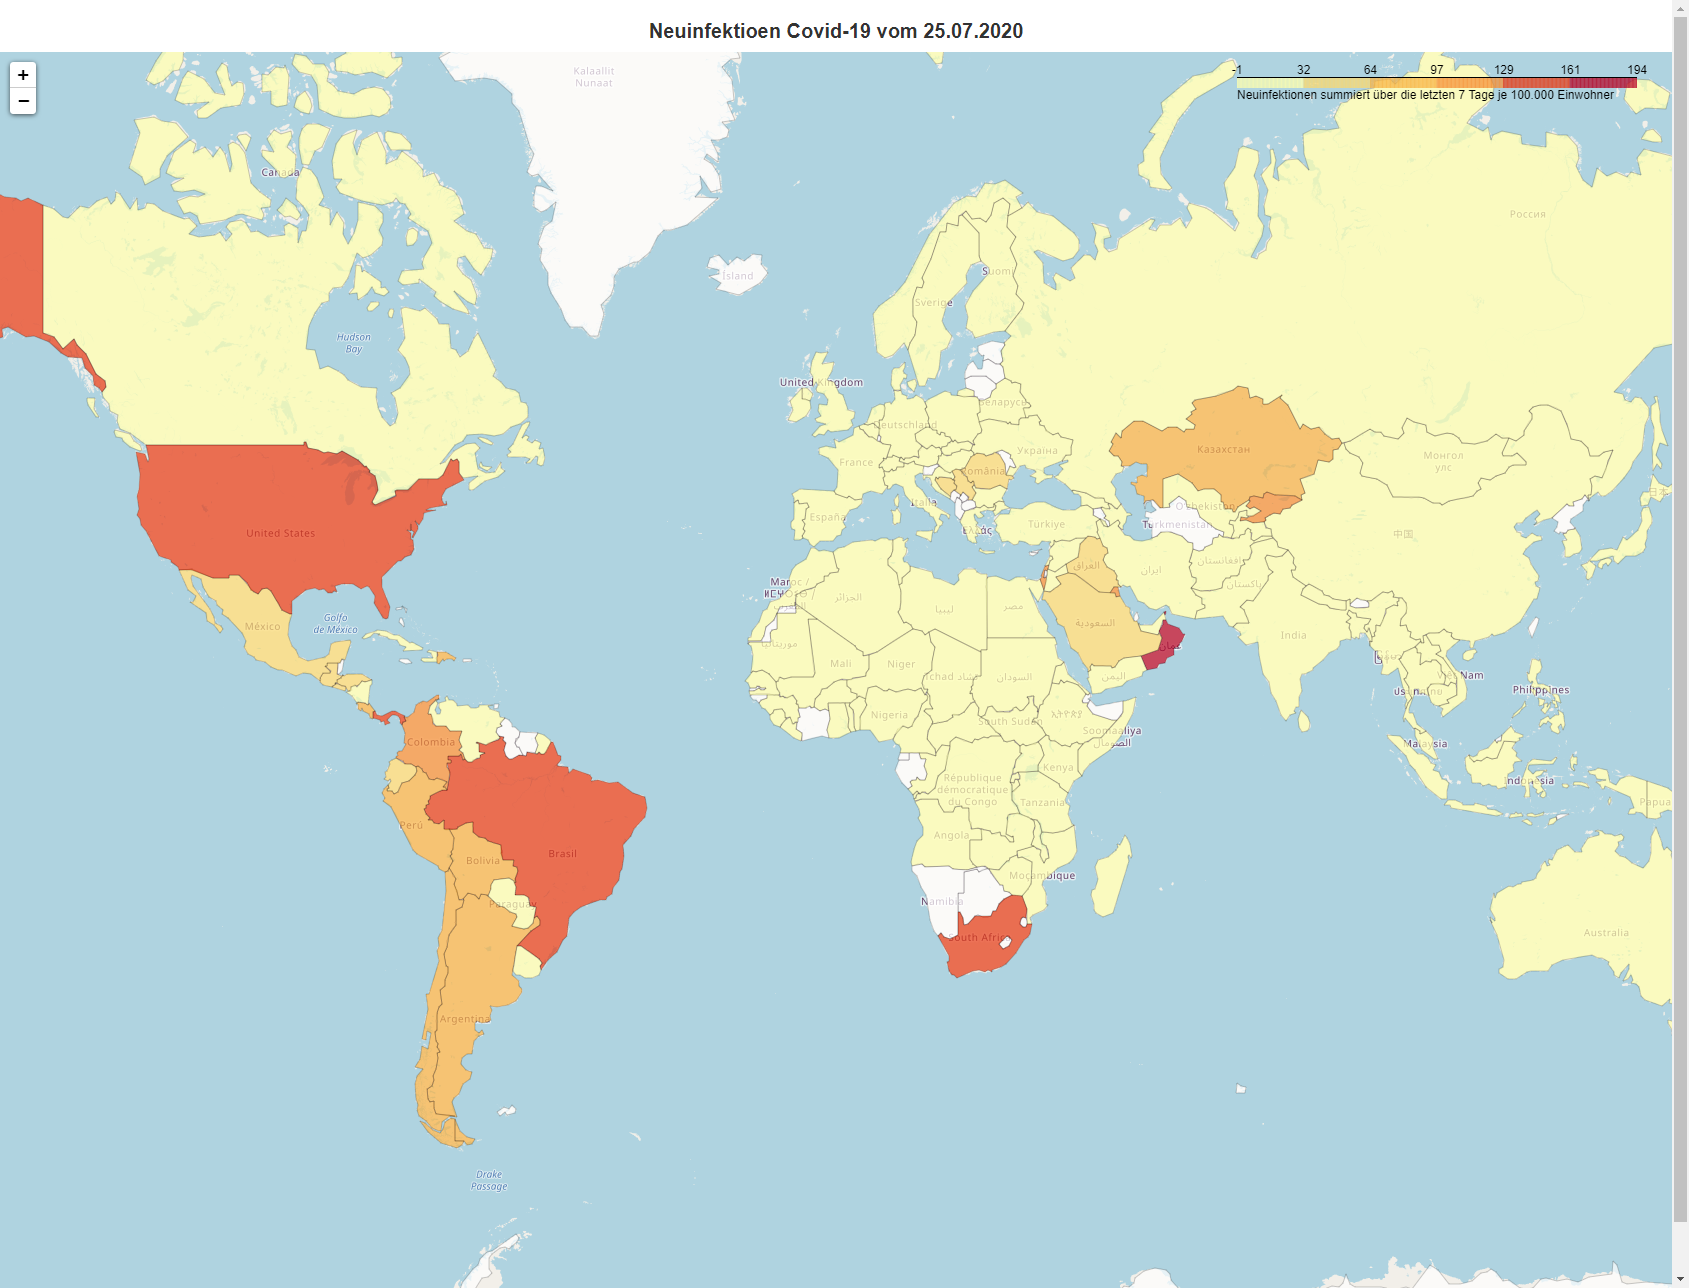 Neuinfektioen Covid-19 vom 25.07.2020
+
−
-1 32 64 97 129 161 194
Neuinfektionen summiert über die letzten 7 Tage je 100.000 Einwohner
Kalaallit
Nunaat
Canada
Россия
Ísland
Suomi
Sverige
Hudson
Bay
United Kingdom
Беларусь
Deutschland
Україна
France
Казахстан
Монгол
улс
România
Italia
España
Ελλάς
Türkiye
O'zbekiston
Turkmenistan
日本
中国
United States
العراق
ایران
افغانستان
پاکستان
Maroc /
الجزائر
ليبيا
مصر
السعودية
Golfo
de México
México
موريتانيا
India
عمان
Mali
Niger
Tchad تشاد
السودان
اليمن
Việt Nam
Philippines
Nigeria
South Sudan
Soomaaliya
الصومال
Colombia
Malaysia
Kenya
République
démocratique
du Congo
Indonesia
Tanzania
Papua
Perú
Angola
Brasil
Bolivia
Moçambique
Namibia
Paraguay
South Africa
Australia
Argentina
Drake
Passage